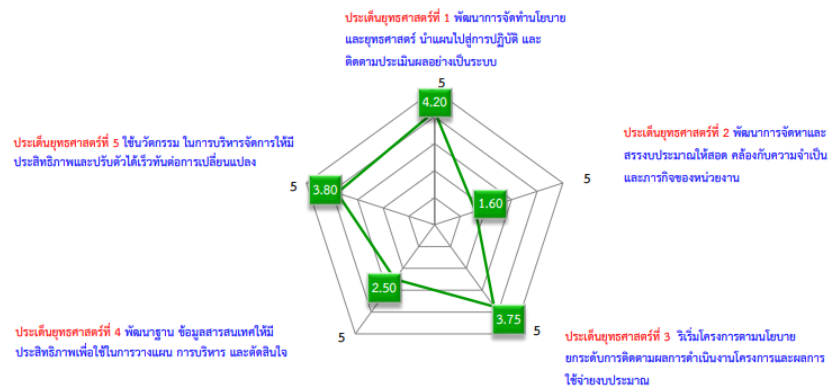 ประเด็นยุทธศาสตร์ที่ 1 พัฒนาการจัดทำนโยบาย
และยุทธศาสตร์ นำแผนไปสู่การปฏิบัติ และ
ติดตามประเมินผลอย่างเป็นระบบ
5
4.20
ประเด็นยุทธศาสตร์ที่ 2 พัฒนาการจัดหาและ
สรรงบประมาณให้สอด คล้องกับความจำเป็น
และภารกิจของหน่วยงาน
5
1.60
ประเด็นยุทธศาสตร์ที่ 5 ใช้นวัตกรรม ในการบริหารจัดการให้มี
ประสิทธิภาพและปรับตัวได้เร็วทันต่อการเปลี่ยนแปลง
5
3.80
2.50
3.75
5
5
ประเด็นยุทธศาสตร์ที่ 4 พัฒนาฐาน ข้อมูลสารสนเทศให้มี
ประสิทธิภาพเพื่อใช้ในการวางแผน การบริหาร และตัดสินใจ
ประเด็นยุทธศาสตร์ที่ 3 ริเริ่มโครงการตามนโยบาย
ยกระดับการติดตามผลการดำเนินงานโครงการและผลการ
ใช้จ่ายงบประมาณ